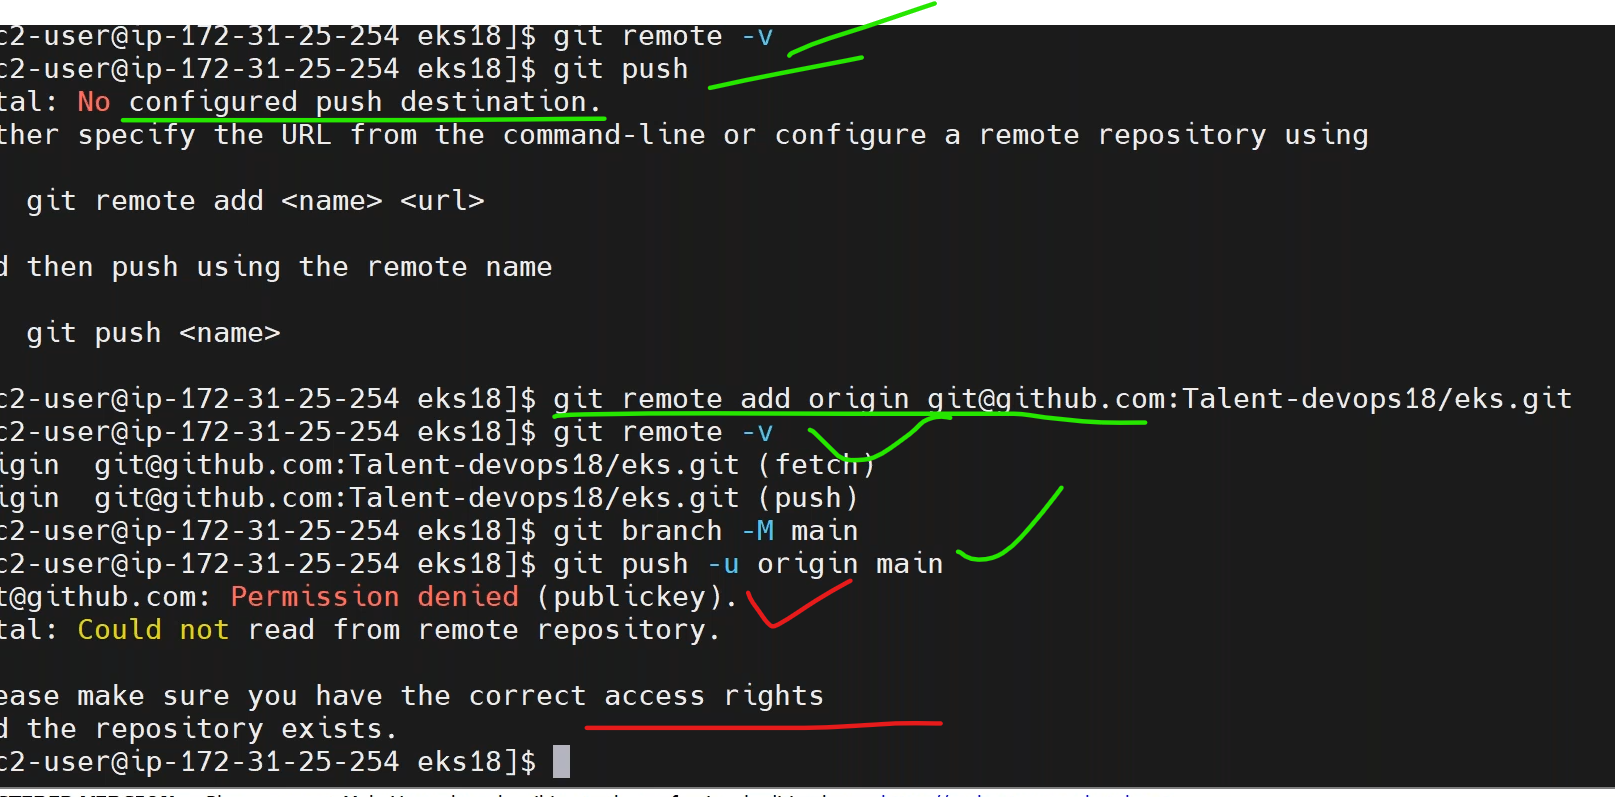 c2-user@ip-172-31-25-254 eks18]$ git remote -v
c2-user@ip-172-31-25-254 eks18]$ git push
tal: No configured push destination.
ther specify the URL from the command-line or configure a remote repository using
git remote add <name> <url>
d then push using the remote name
git push <name>
c2-user@ip-172-31-25-254 eks18]$ git remote add origin git@github.com:Talent-devops18/eks.git
c2-user@ip-172-31-25-254 eks18]$ git remote -v
igin  git@github.com:Talent-devops18/eks.git (fetch)
igin  git@github.com:Talent-devops18/eks.git (push)
c2-user@ip-172-31-25-254 eks18]$ git branch -M main
c2-user@ip-172-31-25-254 eks18]$ git push -u origin main
t@github.com: Permission denied (publickey).
tal: Could not read from remote repository.
ease make sure you have the correct access rights
d the repository exists.
c2-user@ip-172-31-25-254 eks18]$